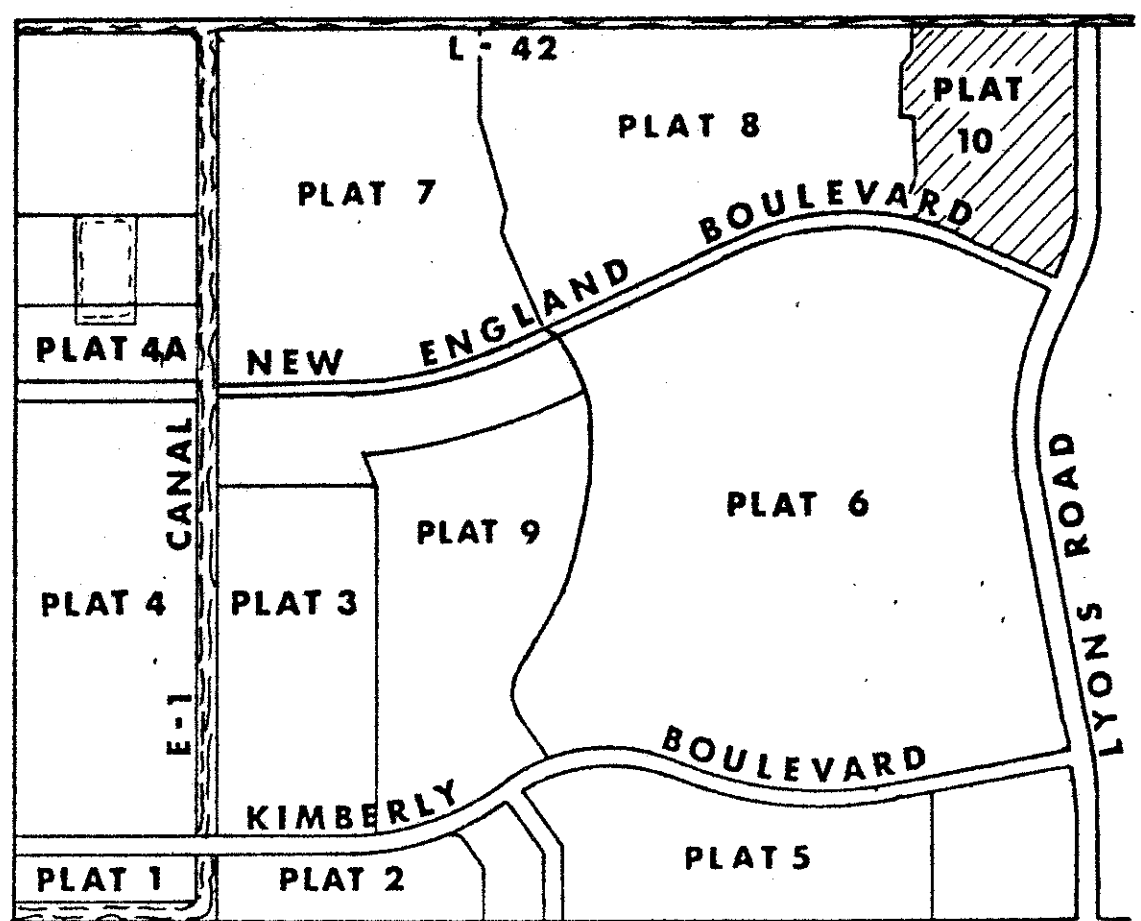 L-42
PLAT 8
PLAT
10
PLAT 7
NEW ENGLAND BOULEVARD
PLAT 4A
E-1 CANAL
PLAT 9
PLAT 6
PLAT 4
PLAT 3
LYONS ROAD
KIMBERLY BOULEVARD
PLAT 1
PLAT 2
PLAT 5